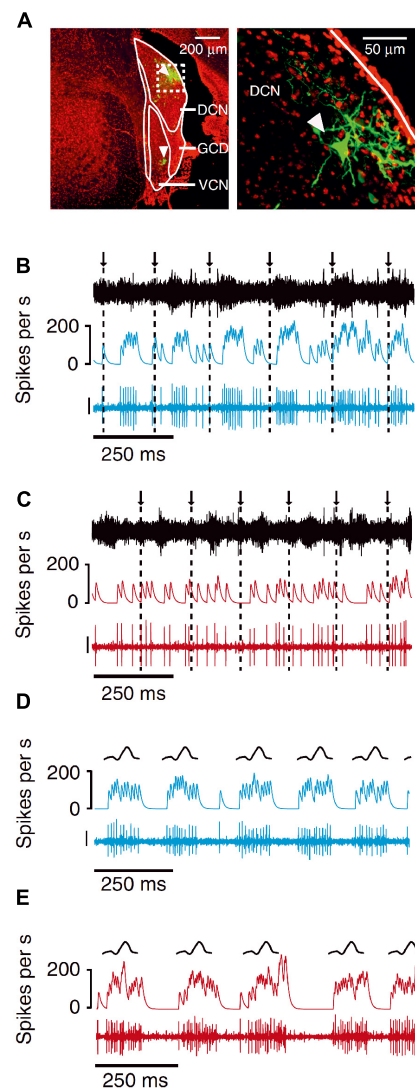 A
200 µm
50 µm
DCN
GCD
VCN
DCN
B
Spikes per s
200
0
250 ms
C
Spikes per s
200
0
250 ms
D
Spikes per s
200
0
250 ms
E
Spikes per s
200
0
250 ms